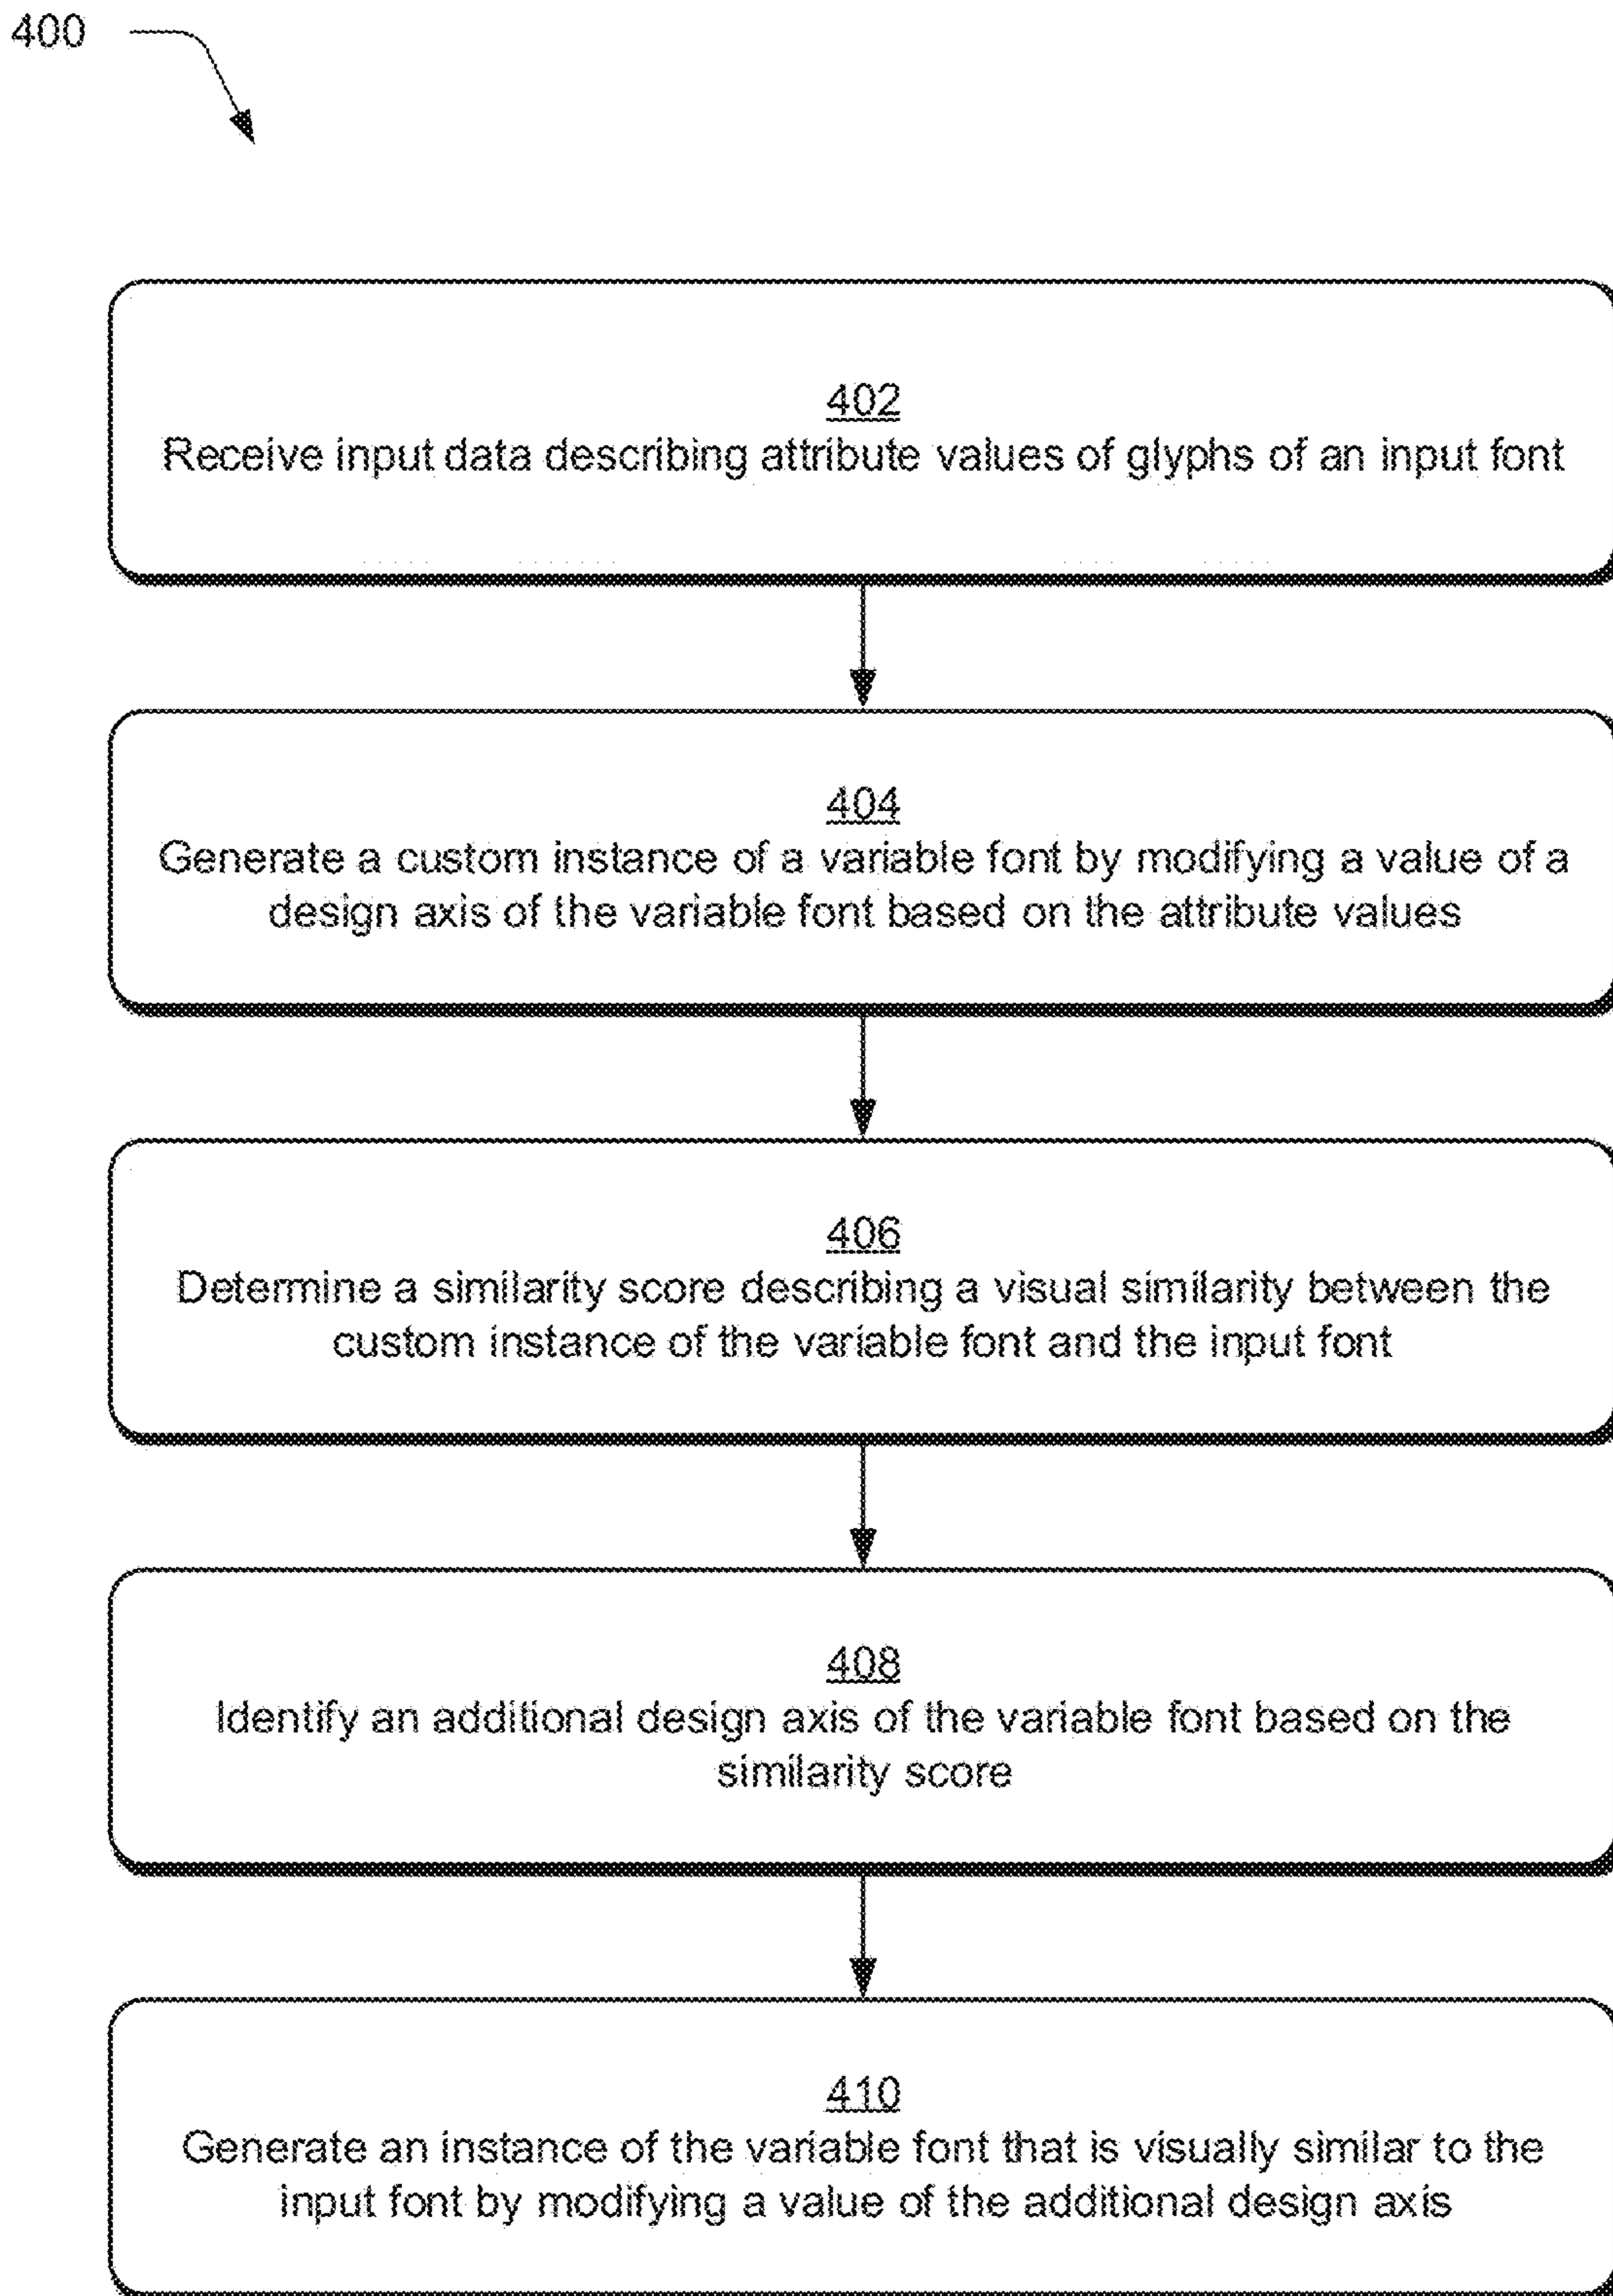 400
402
Receive input data describing attribute values of glyphs of an input font
404
Generate a custom instance of a variable font by modifying a value of a
design axis of the variable font based on the attribute values
406
Determine a similarity score describing a visual similarity between the
custom instance of the variable font and the input font
408
Identify an additional design axis of the variable font based on the
similarity score
410
Generate an instance of the variable font that is visually similar to the
input font by modifying a value of the additional design axis